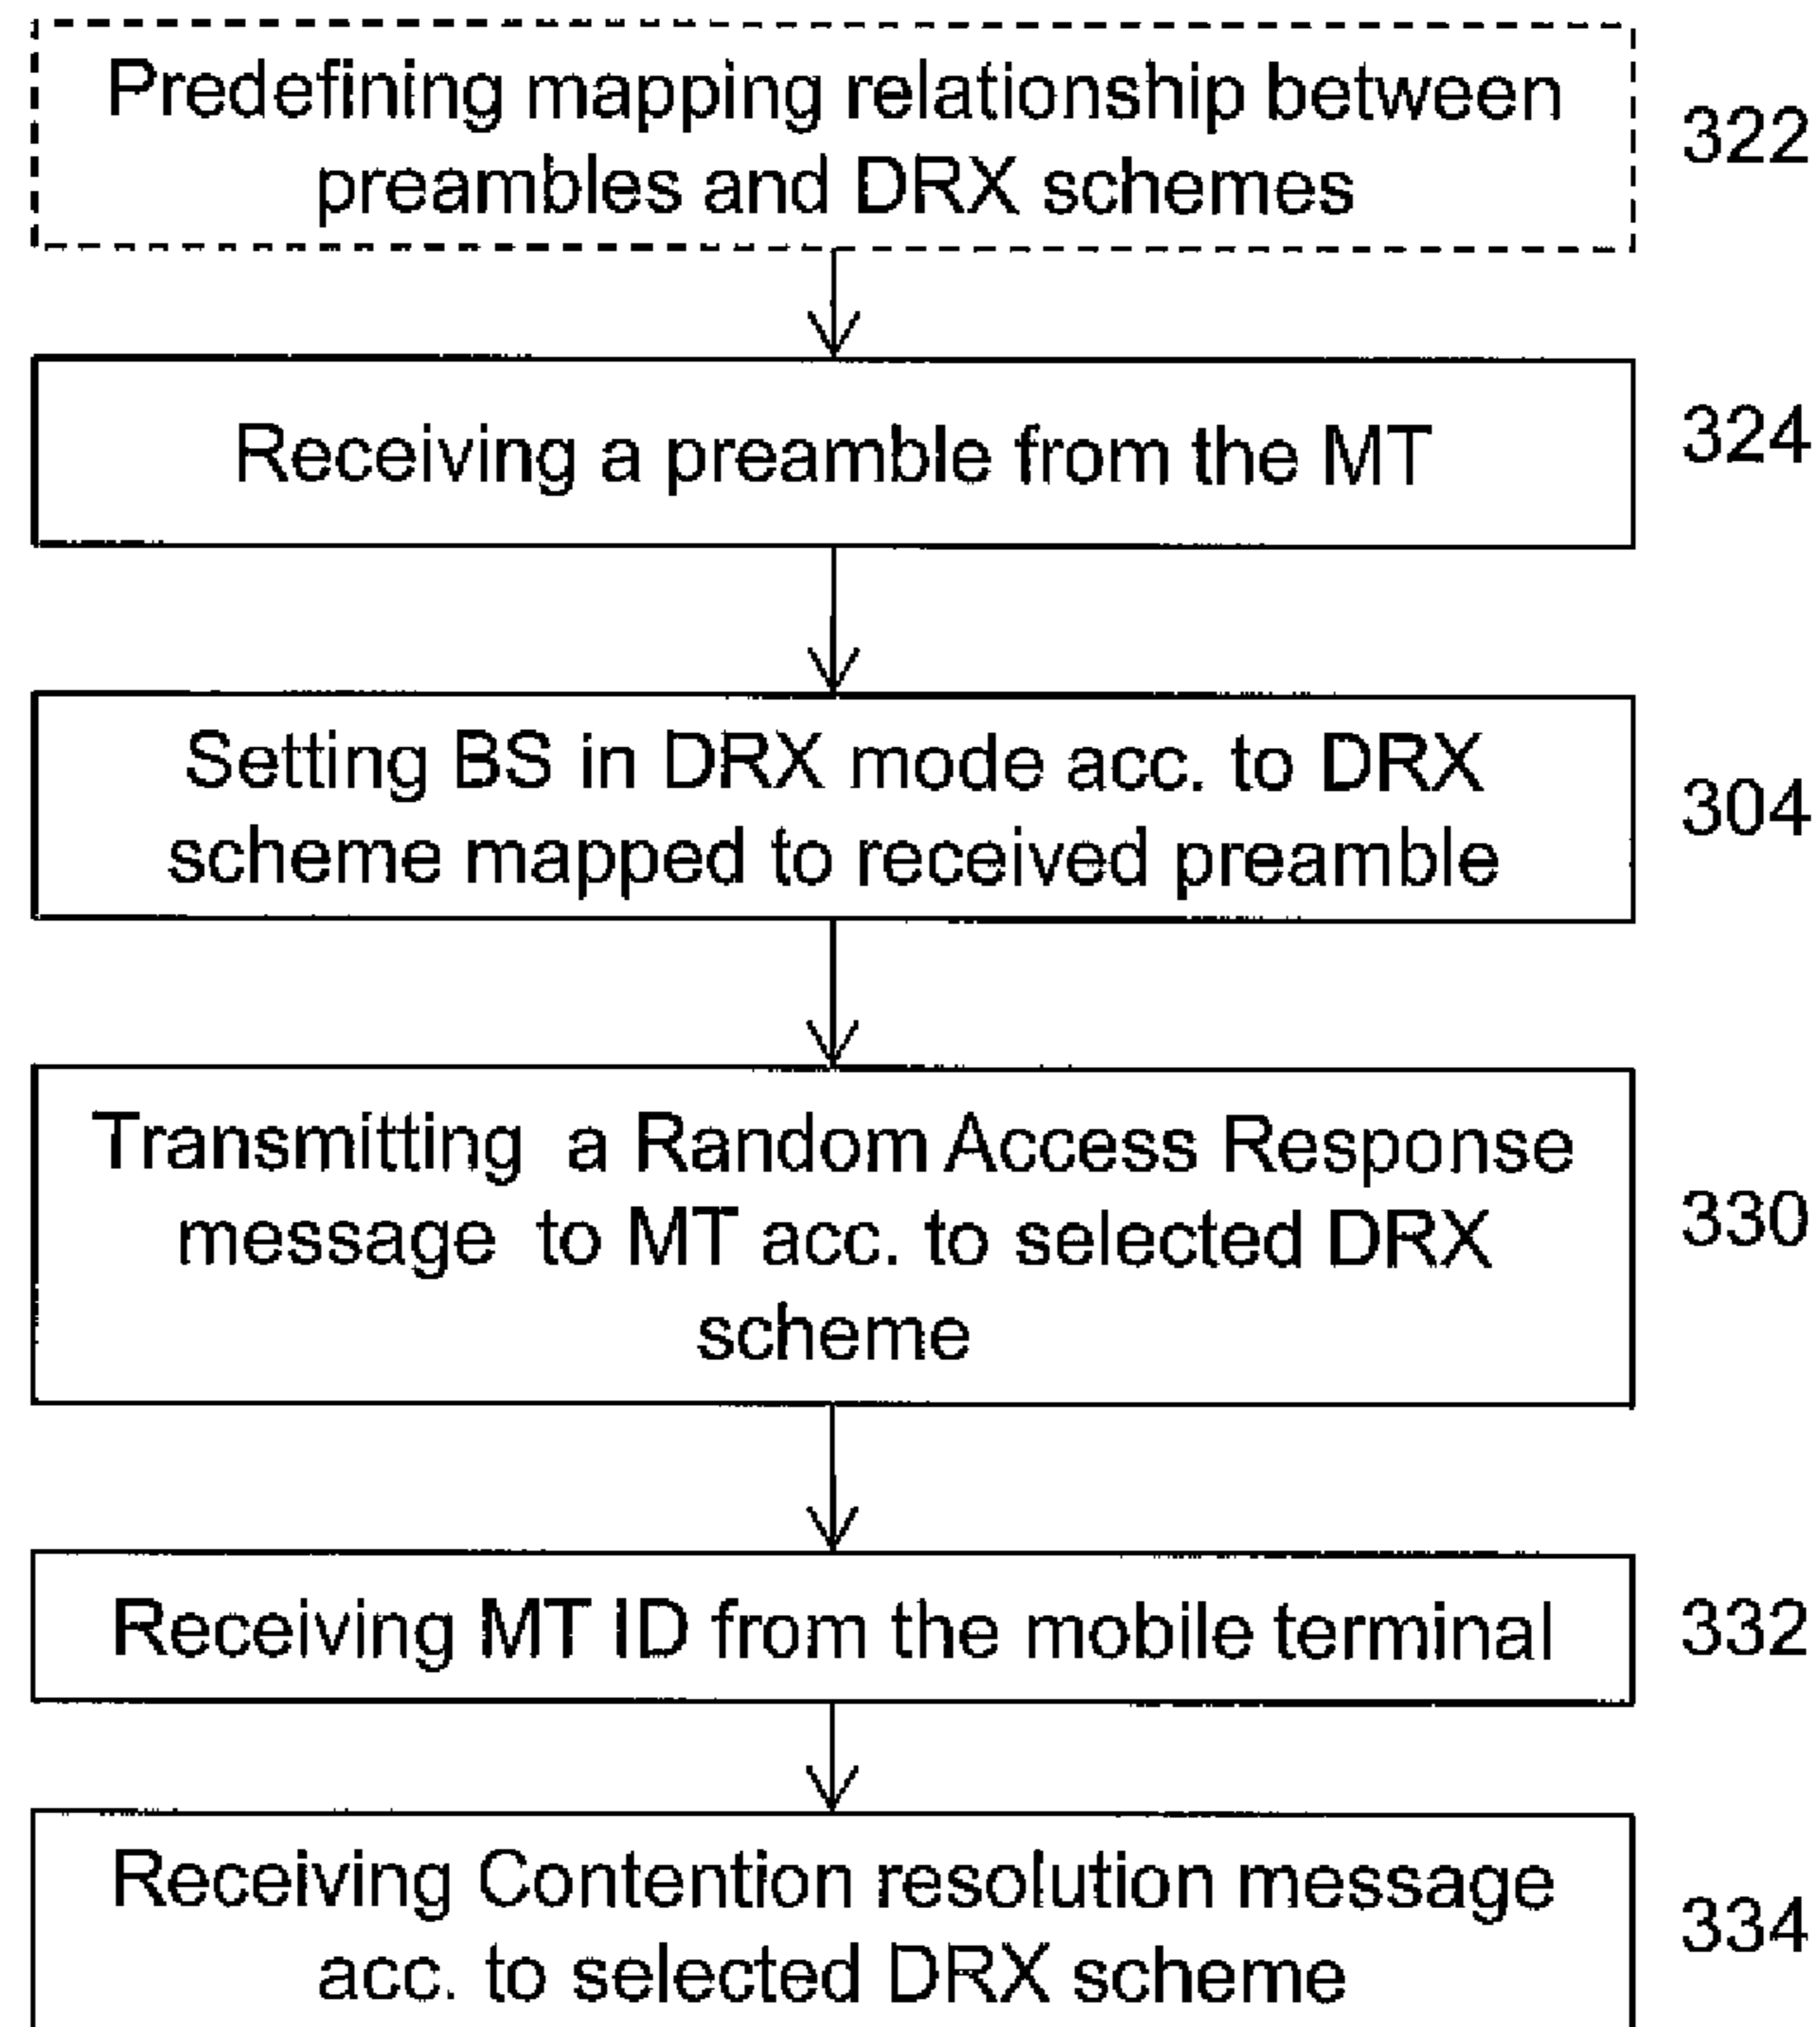 Predefining mapping relationship between
preambles and DRX schemes
322
Receiving a preamble from the MT
324
Setting BS in DRX mode acc. to DRX
scheme mapped to received preamble
304
Transmitting a Random Access Response
message to MT acc. to selected DRX
scheme
330
Receiving MT ID from the mobile terminal
332
Receiving Contention resolution message
acc. to selected DRX scheme
334